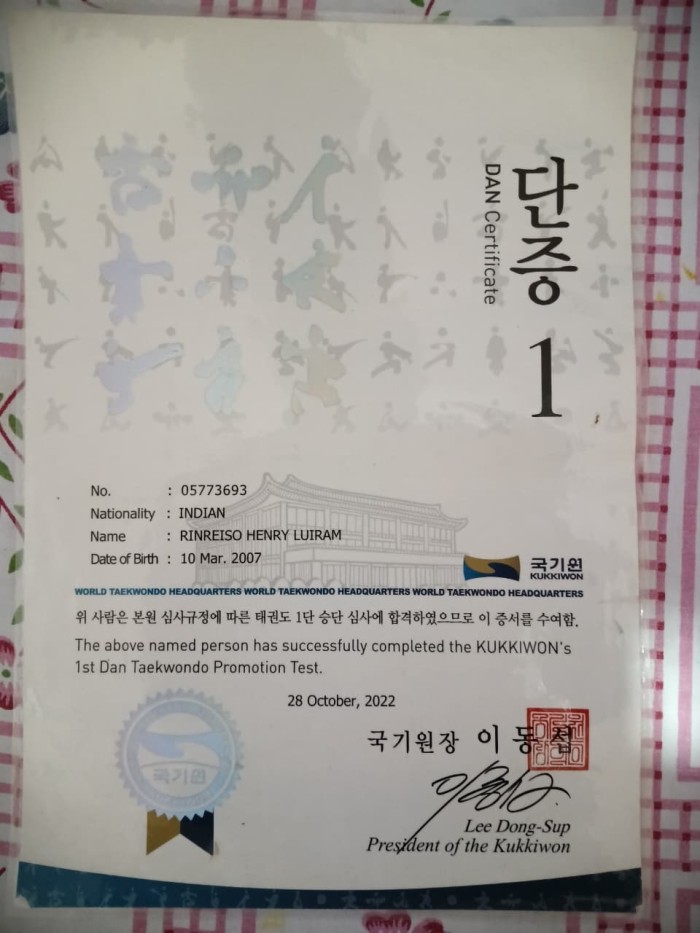 단증
DAN Certificate
1
No. : 05773693
Nationality : INDIAN
Name : RINREISO HENRY LUIRAM
Date of Birth : 10 Mar. 2007
국기원
KUKKIWON
WORLD TAEKWONDO HEADQUARTERS WORLD TAEKWONDO HEADQUARTERS WORLD TAEKWONDO HEADQUARTERS
위 사람은 본원 심사규정에 따른 태권도 1단 승단 심사에 합격하였으므로 이 증서를 수여함.
The above named person has successfully completed the KUKKIWON's
1st Dan Taekwondo Promotion Test.
28 October, 2022
국기원장 이동섭
국기원
Lee Dong-Sup
President of the Kukkiwon